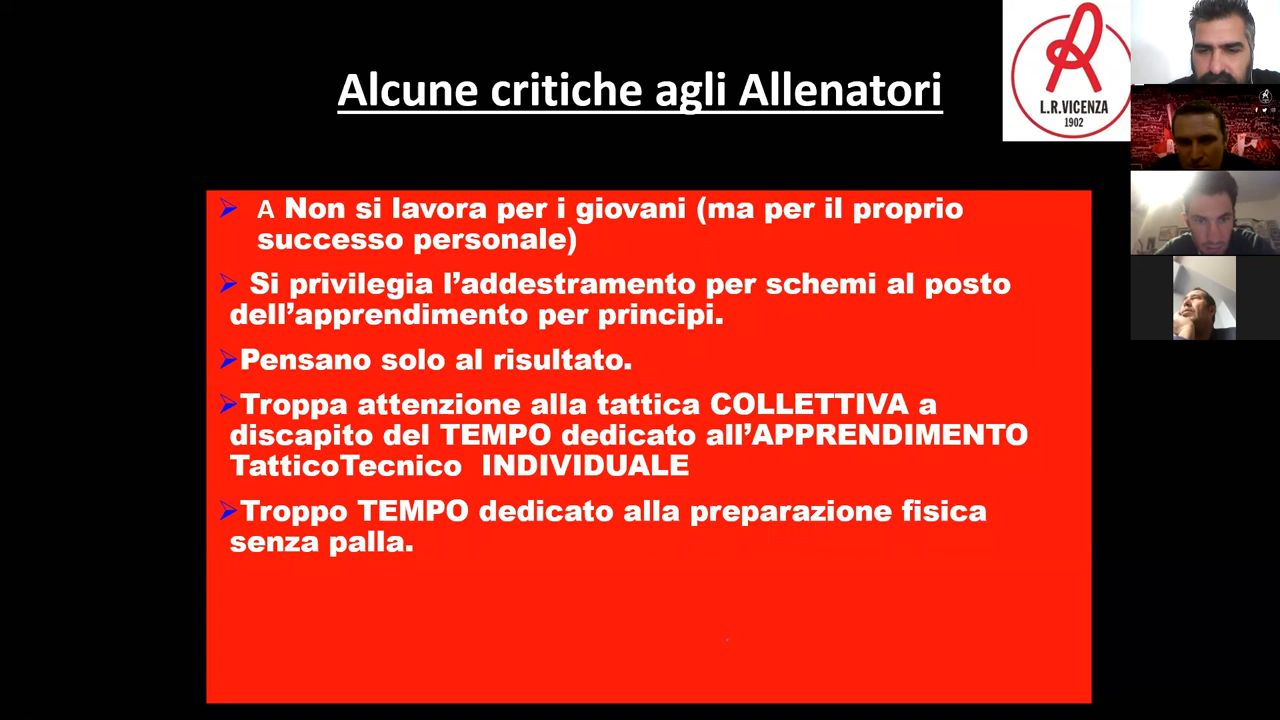 Alcune critiche agli Allenatori
L.R.VICENZA
1902
A Non si lavora per i giovani (ma per il proprio
successo personale)
Si privilegia l’addestramento per schemi al posto
dell’apprendimento per principi.
Pensano solo al risultato.
Troppa attenzione alla tattica COLLETTIVA a
discapito del TEMPO dedicato all’APPRENDIMENTO
TatticoTecnico INDIVIDUALE
Troppo TEMPO dedicato alla preparazione fisica
senza palla.